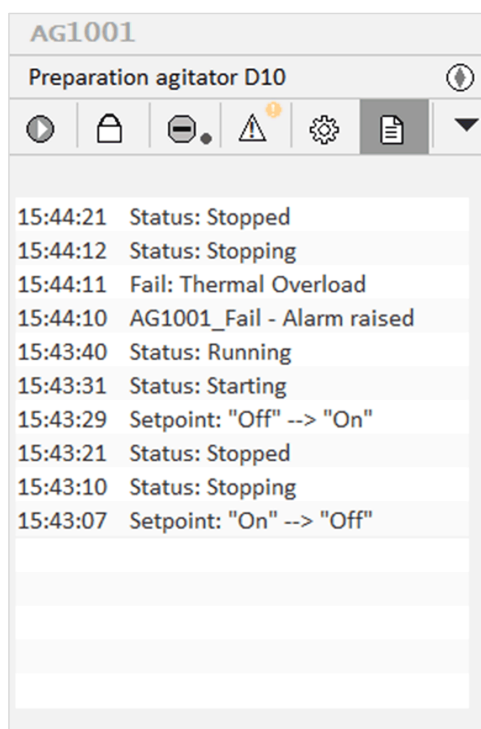 AG1001
Preparation agitator D10
15:44:21 Status: Stopped
15:44:12 Status: Stopping
15:44:11 Fail: Thermal Overload
15:44:10 AG1001_Fail - Alarm raised
15:43:40 Status: Running
15:43:31 Status: Starting
15:43:29 Setpoint: "Off" --> "On"
15:43:21 Status: Stopped
15:43:10 Status: Stopping
15:43:07 Setpoint: "On" --> "Off"